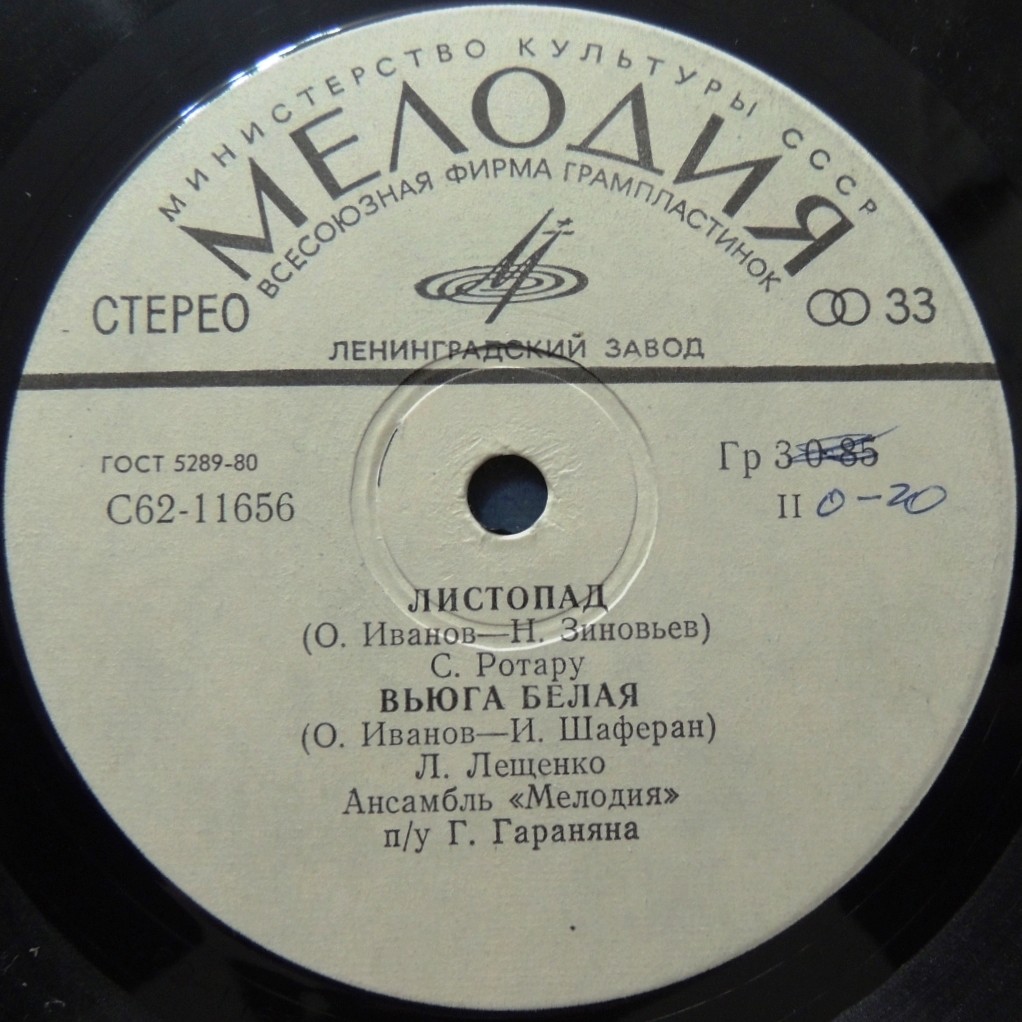 МИНИСТЕРСТВО КУЛЬТУРЫ СССР
МЕЛОДИЯ
ВСЕСОЮЗНАЯ ФИРМА ГРАМПЛАСТИНОК
СТЕРЕО
33
ЛЕНИНГРАДСКИЙ ЗАВОД
ГОСТ 5289-80
Гр 3 0-85
С62-11656
II 0-20
ЛИСТОПАД
(О. Иванов—Н. Зиновьев)
С. Ротару
ВЬЮГА БЕЛАЯ
(О. Иванов—И. Шаферан)
Л. Лещенко
Ансамбль «Мелодия»
п/у Г. Гараняна